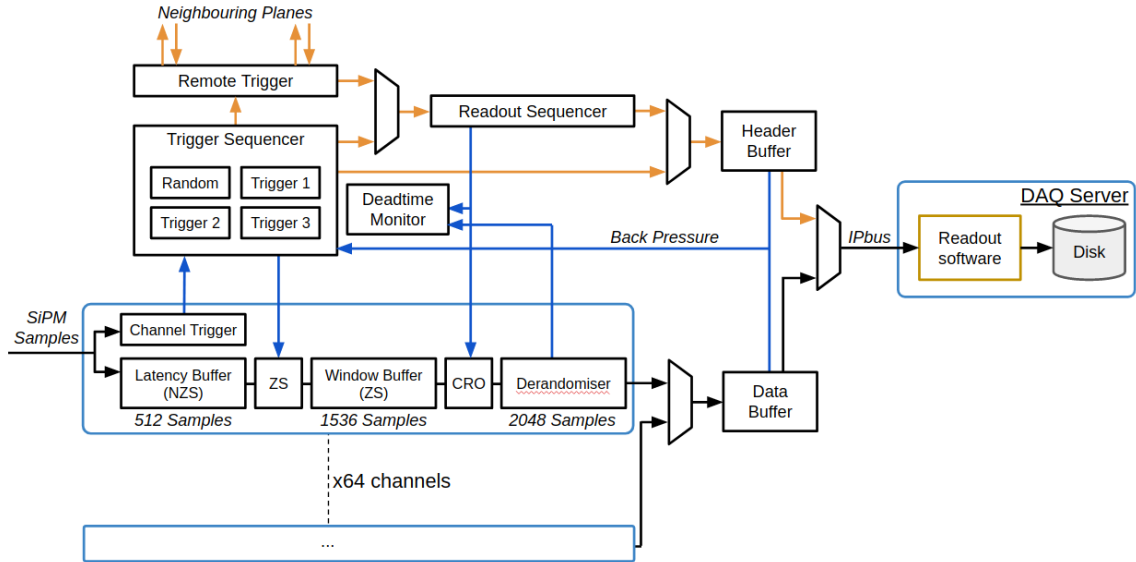 Neighbouring Planes
Remote Trigger
Readout Sequencer
Trigger Sequencer
Random
Trigger 1
Trigger 2
Trigger 3
Header
Buffer
Deadtime
Monitor
Back Pressure
IPbus
DAQ Server
Readout
software
Disk
SiPM
Samples
Channel Trigger
Latency Buffer
(NZS)
ZS
Window Buffer
(ZS)
CRO
Derandomiser
512 Samples
1536 Samples
2048 Samples
Data
Buffer
x64 channels
...